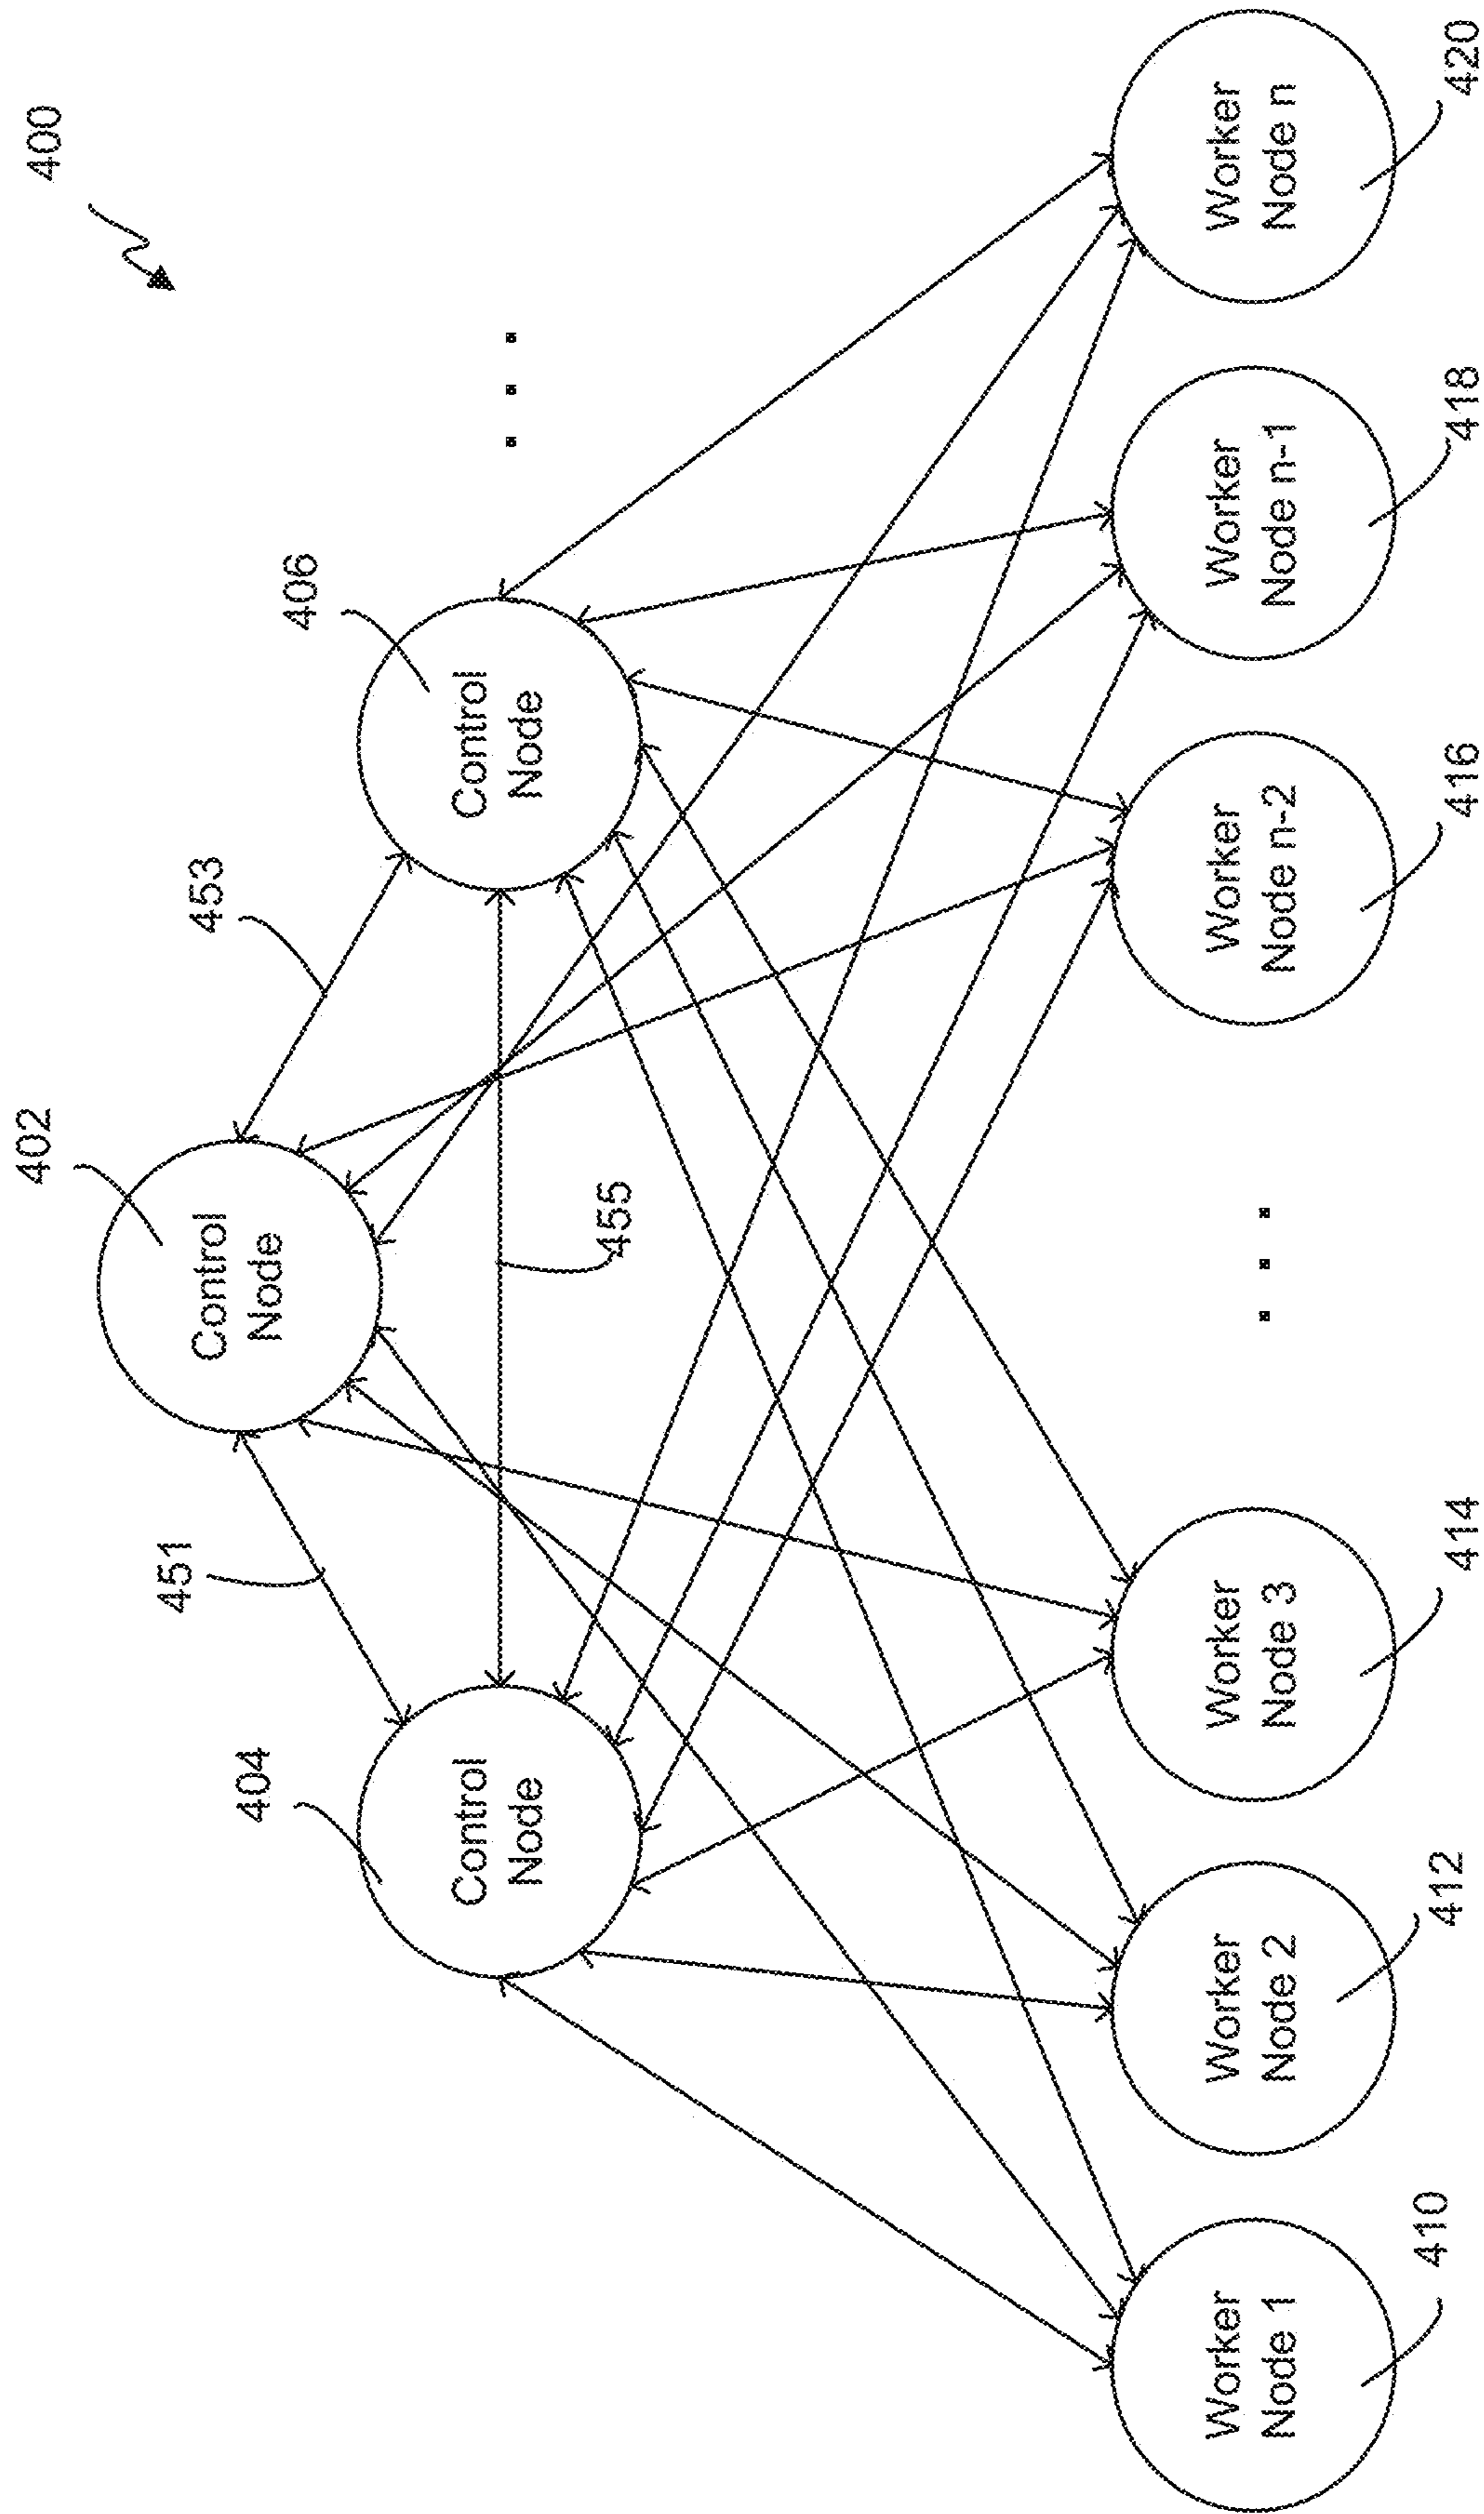 400
402
Control
Node
451
453
404
Control
Node
406
Control
Node
455
Worker
Node 1
Worker
Node 2
Worker
Node 3
Worker
Node n-2
Worker
Node n-1
Worker
Node n
410
412
414
416
418
420